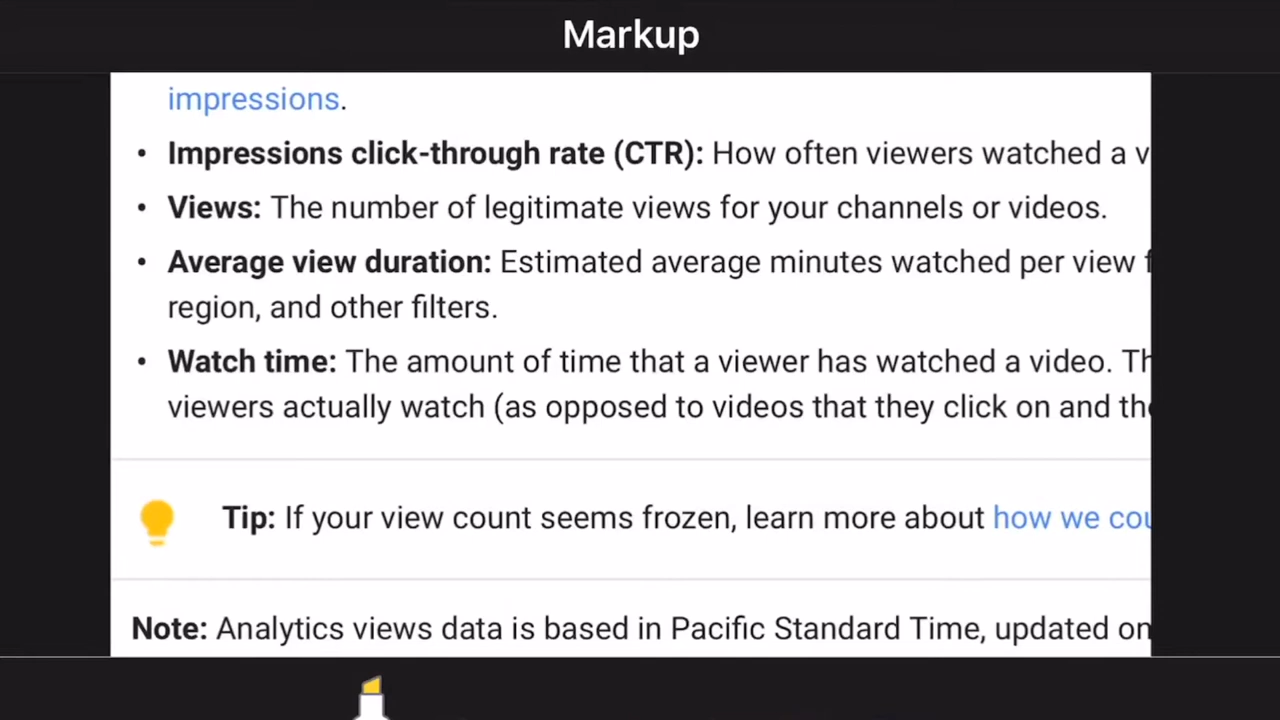 Markup
impressions.
• Impressions click-through rate (CTR): How often viewers watched a v
• Views: The number of legitimate views for your channels or videos.
• Average view duration: Estimated average minutes watched per view f
region, and other filters.
• Watch time: The amount of time that a viewer has watched a video. Th
viewers actually watch (as opposed to videos that they click on and the
Tip: If your view count seems frozen, learn more about how we cou
Note: Analytics views data is based in Pacific Standard Time, updated on